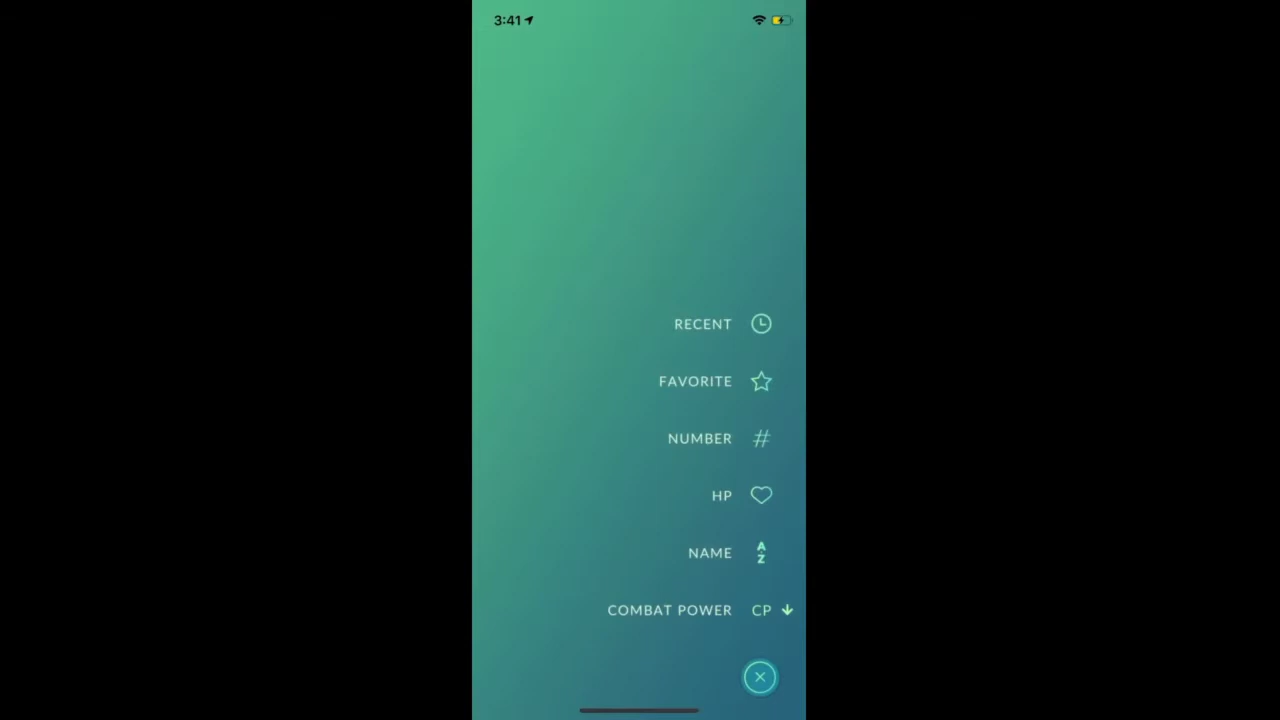 3:41
RECENT
FAVORITE
NUMBER #
HP
NAME A Z
COMBAT POWER CP